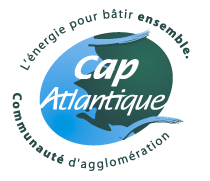 L'énergie pour bâtir ensemble.
Cap
Atlantique
Communauté d'agglomération